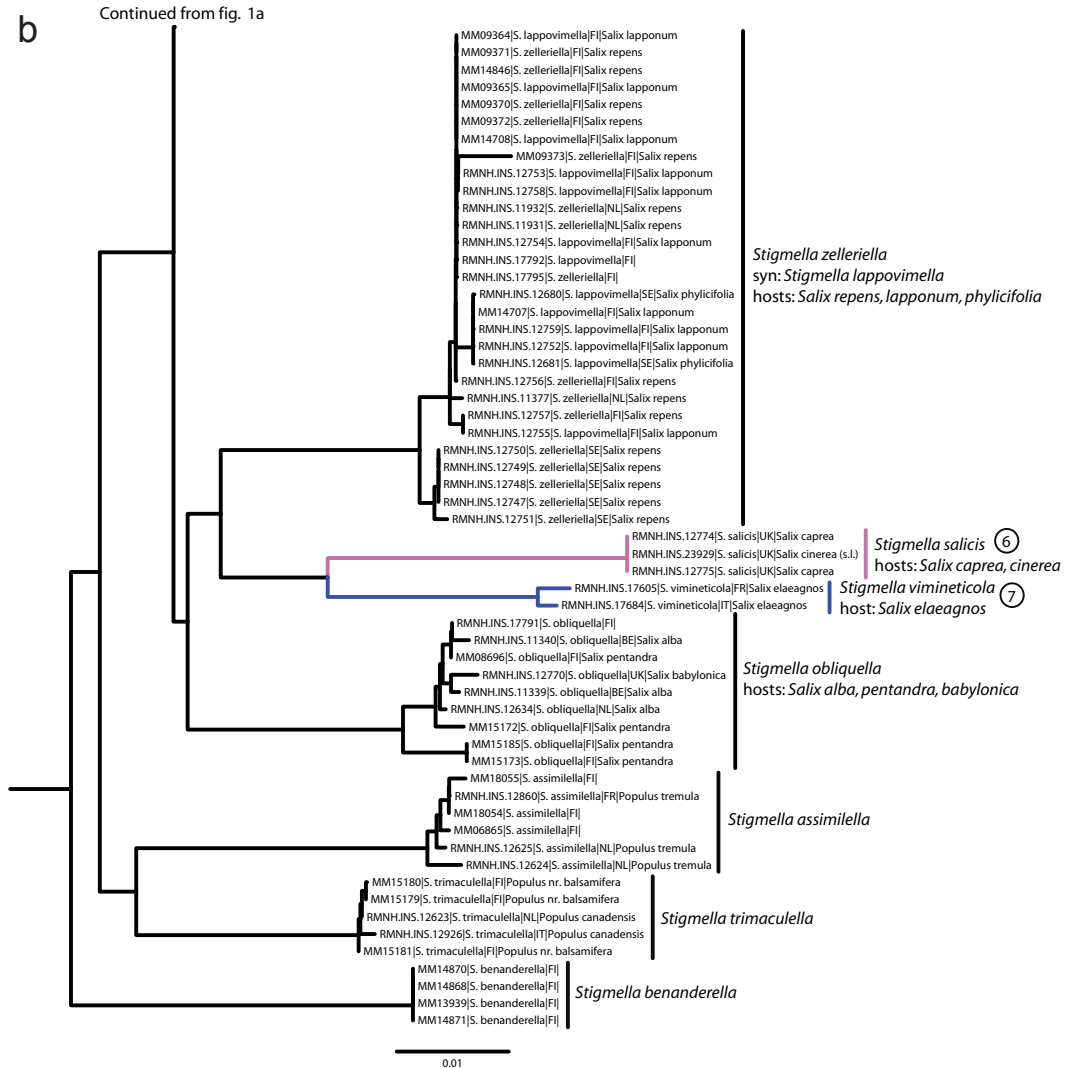 b
Continued from fig. 1a
MM09364|S. lappovimella|FI|Salix lapponum
MM09371|S. zelleriella|FI|Salix repens
MM14846|S. zelleriella|FI|Salix repens
MM09365|S. lappovimella|FI|Salix lapponum
MM09370|S. zelleriella|FI|Salix repens
MM09372|S. zelleriella|FI|Salix repens
MM14708|S. lappovimella|FI|Salix lapponum
MM09373|S. zelleriella|FI|Salix repens
RMNH.INS.12753|S. lappovimella|FI|Salix lapponum
RMNH.INS.12758|S. lappovimella|FI|Salix lapponum
RMNH.INS.11932|S. zelleriella|NL|Salix repens
RMNH.INS.11931|S. zelleriella|NL|Salix repens
RMNH.INS.12754|S. lappovimella|FI|Salix lapponum
RMNH.INS.17792|S. lappovimella|FI|
RMNH.INS.17795|S. zelleriella|FI|
RMNH.INS.12680|S. lappovimella|SE|Salix phylicifolia
MM14707|S. lappovimella|FI|Salix lapponum
RMNH.INS.12759|S. lappovimella|FI|Salix lapponum
RMNH.INS.12752|S. lappovimella|FI|Salix lapponum
RMNH.INS.12681|S. lappovimella|SE|Salix phylicifolia
RMNH.INS.12756|S. zelleriella|FI|Salix repens
RMNH.INS.11377|S. zelleriella|NL|Salix repens
RMNH.INS.12757|S. zelleriella|FI|Salix repens
RMNH.INS.12755|S. lappovimella|FI|Salix lapponum
RMNH.INS.12750|S. zelleriella|SE|Salix repens
RMNH.INS.12749|S. zelleriella|SE|Salix repens
RMNH.INS.12748|S. zelleriella|SE|Salix repens
RMNH.INS.12747|S. zelleriella|SE|Salix repens
RMNH.INS.12751|S. zelleriella|SE|Salix repens
Stigmella zelleriella
syn: Stigmella lappovimella
hosts: Salix repens, lapponum, phylicifolia
RMNH.INS.12774|S. salicis|UK|Salix caprea
RMNH.INS.23929|S. salicis|UK|Salix cinerea (s.l.)
RMNH.INS.12775|S. salicis|UK|Salix caprea
Stigmella salicis 6
hosts: Salix caprea, cinerea
RMNH.INS.17605|S. vimineticola|FR|Salix elaeagnos
RMNH.INS.17684|S. vimineticola|IT|Salix elaeagnos
Stigmella vimineticola 7
host: Salix elaeagnos
RMNH.INS.17791|S. obliquella|FI|
RMNH.INS.11340|S. obliquella|BE|Salix alba
MM08696|S. obliquella|FI|Salix pentandra
RMNH.INS.12770|S. obliquella|UK|Salix babylonica
RMNH.INS.11339|S. obliquella|BE|Salix alba
RMNH.INS.12634|S. obliquella|NL|Salix alba
MM15172|S. obliquella|FI|Salix pentandra
MM15185|S. obliquella|FI|Salix pentandra
MM15173|S. obliquella|FI|Salix pentandra
Stigmella obliquella
hosts: Salix alba, pentandra, babylonica
MM18055|S. assimilella|FI|
RMNH.INS.12860|S. assimilella|FR|Populus tremula
MM18054|S. assimilella|FI|
MM06865|S. assimilella|FI|
RMNH.INS.12625|S. assimilella|NL|Populus tremula
RMNH.INS.12624|S. assimilella|NL|Populus tremula
Stigmella assimilella
MM15180|S. trimaculella|FI|Populus nr. balsamifera
MM15179|S. trimaculella|FI|Populus nr. balsamifera
RMNH.INS.12623|S. trimaculella|NL|Populus canadensis
RMNH.INS.12926|S. trimaculella|IT|Populus canadensis
MM15181|S. trimaculella|FI|Populus nr. balsamifera
Stigmella trimaculella
MM14870|S. benanderella|FI|
MM14868|S. benanderella|FI|
MM13939|S. benanderella|FI|
MM14871|S. benanderella|FI|
Stigmella benanderella
0.01